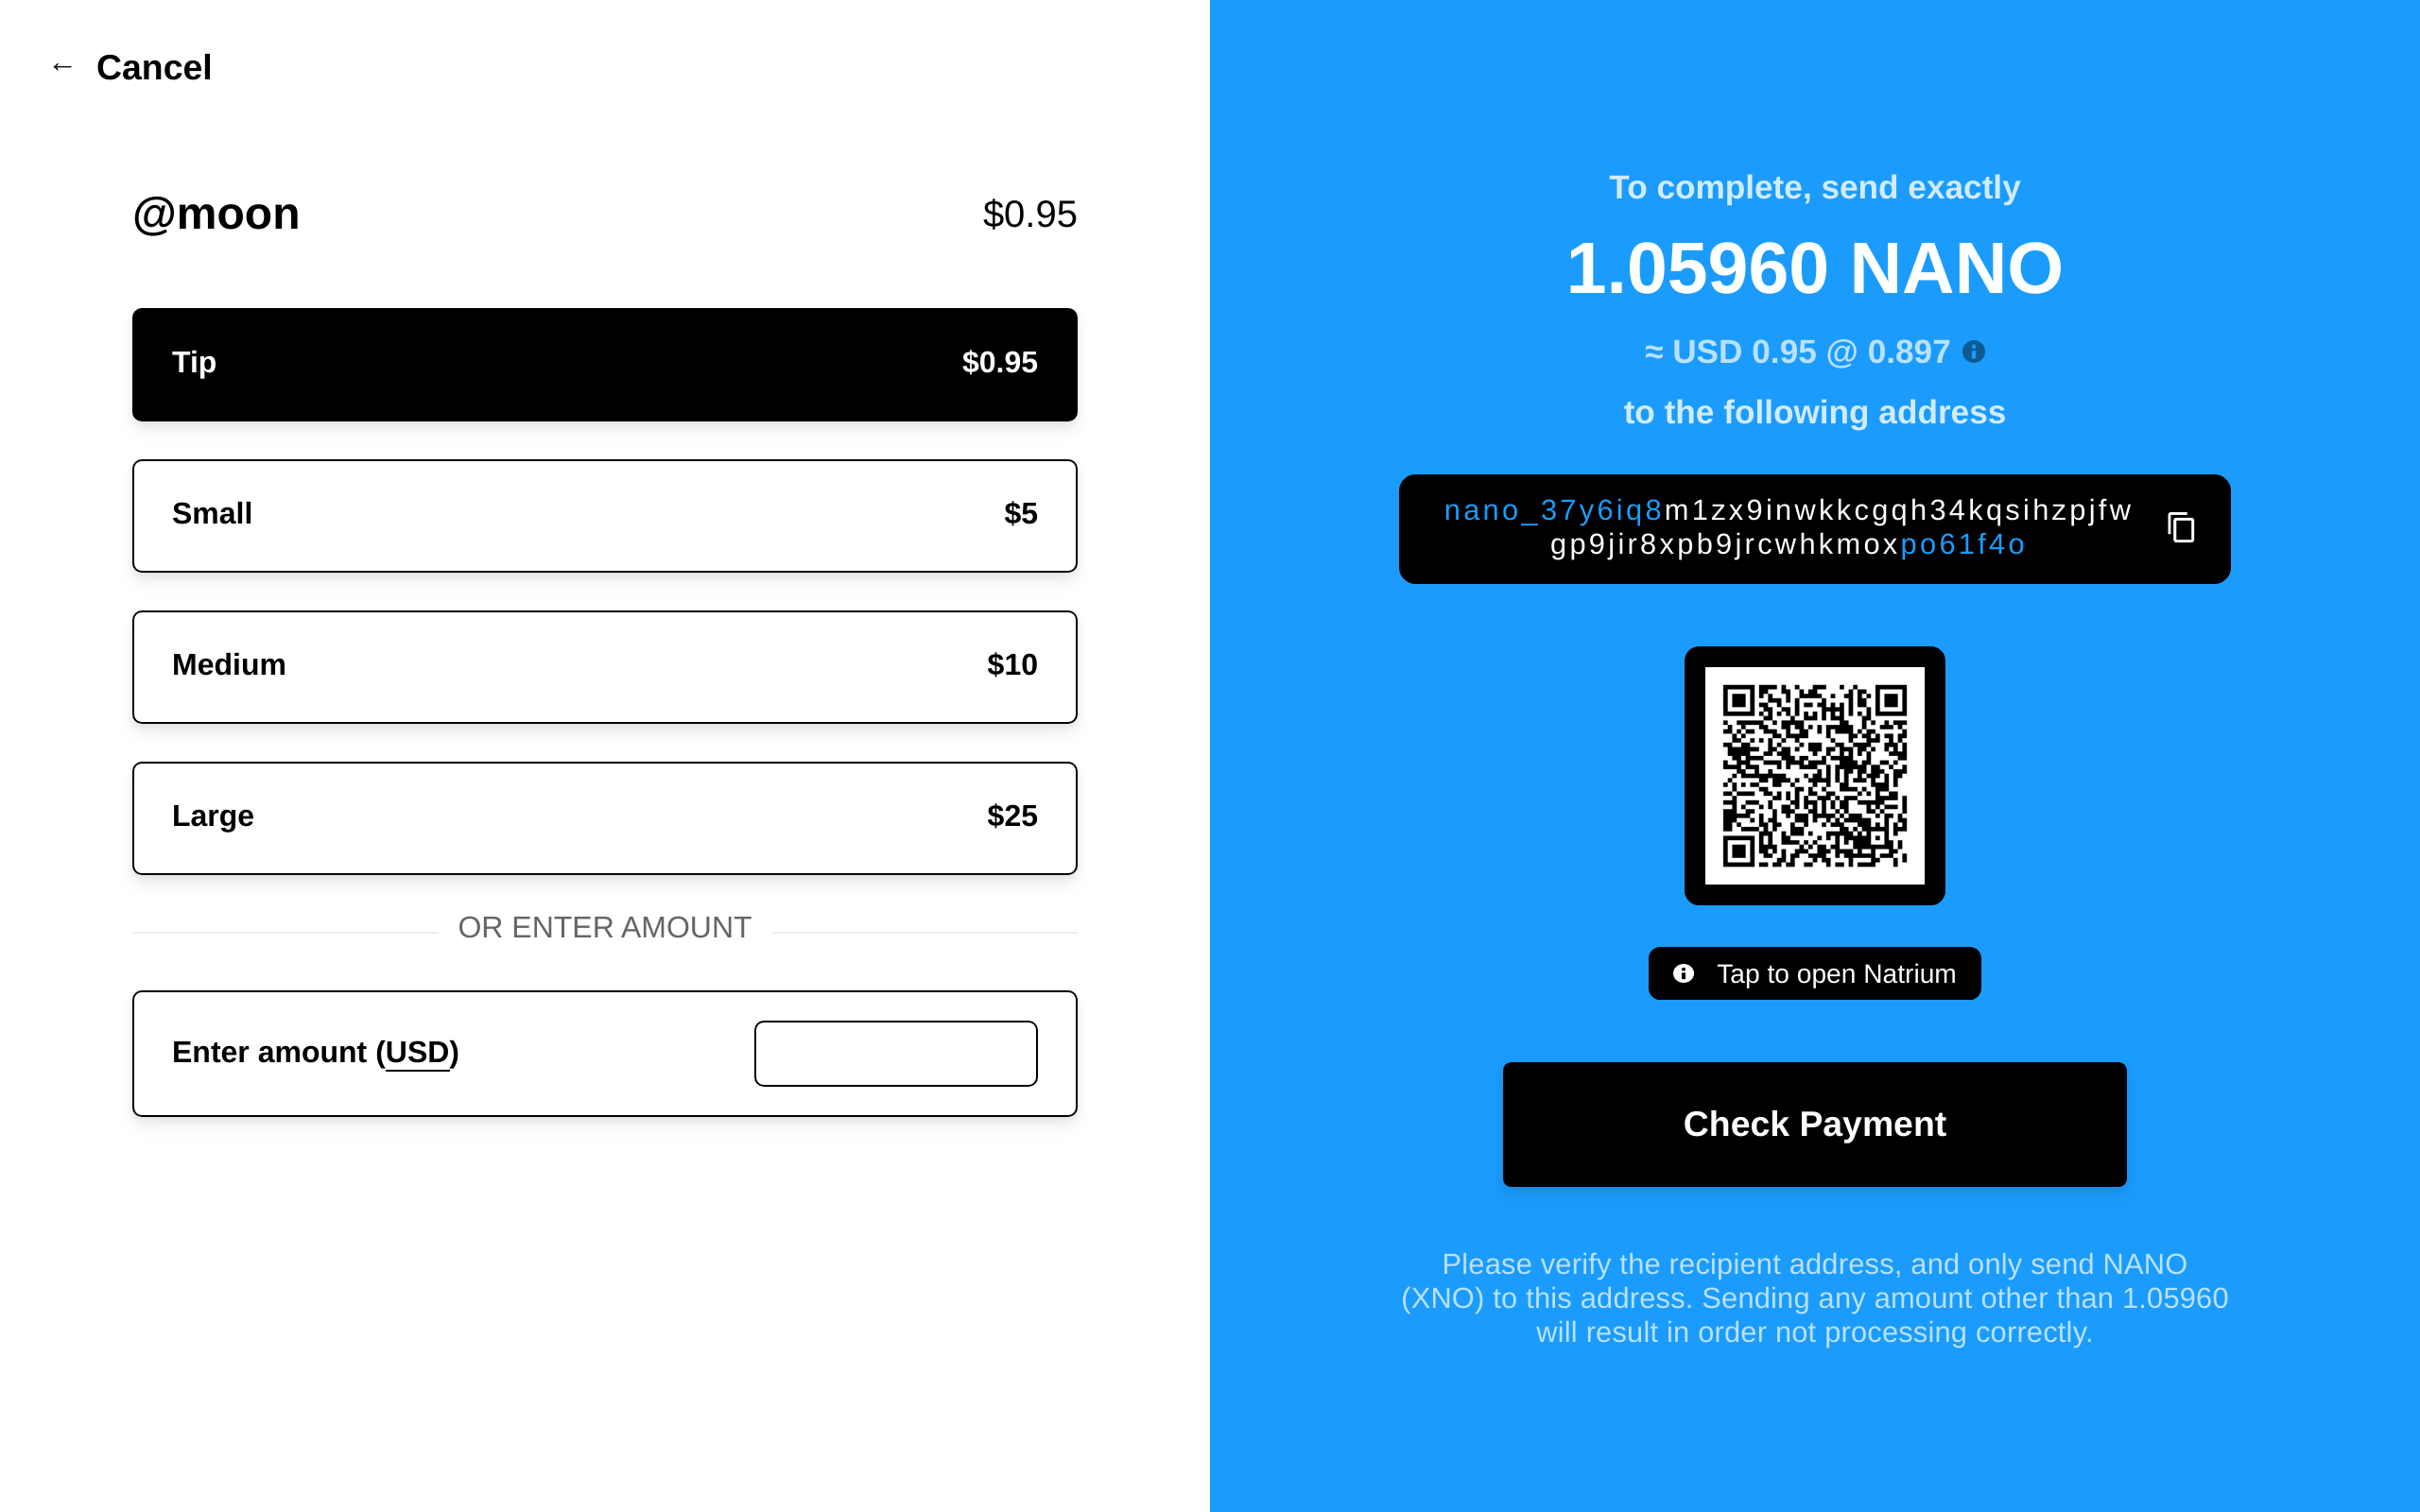 ← Cancel
@moon
$0.95
Tip
$0.95
Small
$5
Medium
$10
Large
$25
OR ENTER AMOUNT
Enter amount (USD)
To complete, send exactly
1.05960 NANO
≈ USD 0.95 @ 0.897
to the following address
nano_37y6iq8m1zx9inwkkcgqh34kqsihzpjfw
gp9jir8xpb9jrcwhkmoxpo61f4o
Tap to open Natrium
Check Payment
Please verify the recipient address, and only send NANO
(XNO) to this address. Sending any amount other than 1.05960
will result in order not processing correctly.